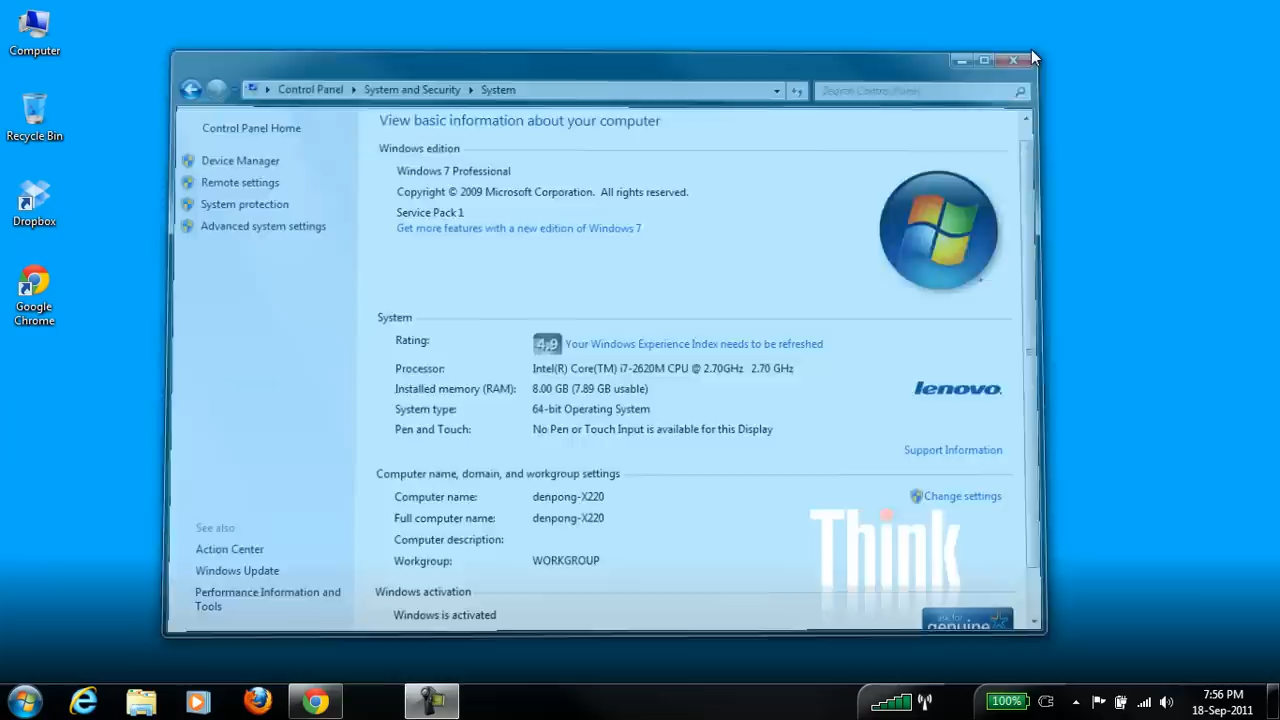 Computer
Recycle Bin
Dropbox
Google
Chrome
Control Panel System and Security System
Search Control Panel
Control Panel Home
Device Manager
Remote settings
System protection
Advanced system settings
See also
Action Center
Windows Update
Performance Information and
Tools
View basic information about your computer
Windows edition
Windows 7 Professional
Copyright © 2009 Microsoft Corporation. All rights reserved.
Service Pack 1
Get more features with a new edition of Windows 7
System
Rating: 4,9 Your Windows Experience Index needs to be refreshed
Processor: Intel(R) Core(TM) i7-2620M CPU @ 2.70GHz 2.70 GHz
Installed memory (RAM): 8.00 GB (7.89 GB usable)
System type: 64-bit Operating System
Pen and Touch: No Pen or Touch Input is available for this Display
lenovo.
Support Information
Computer name, domain, and workgroup settings
Computer name: denpong-X220
Full computer name: denpong-X220
Computer description:
Workgroup: WORKGROUP
Change settings
Think
Windows activation
Windows is activated
ask for
genuine
100%
7:56 PM
18-Sep-2011